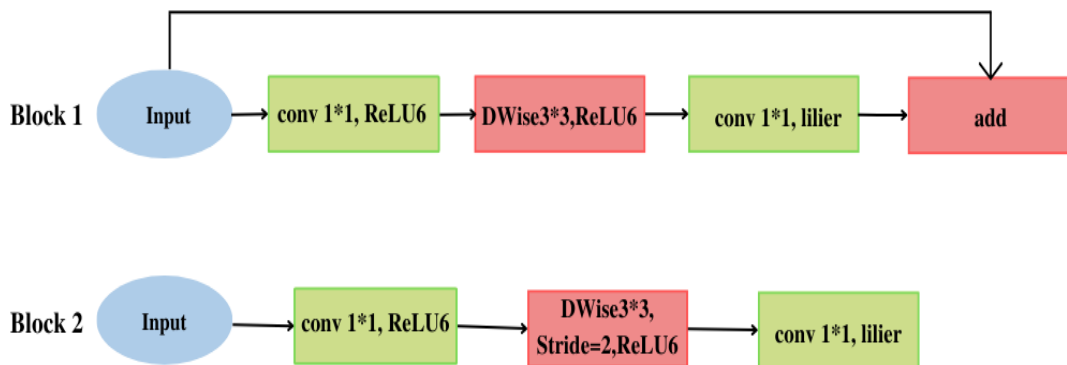 Block 1
Input
conv 1*1, ReLU6
DWise3*3,ReLU6
conv 1*1, lilier
add
Block 2
Input
conv 1*1, ReLU6
DWise3*3,
Stride=2,ReLU6
conv 1*1, lilier